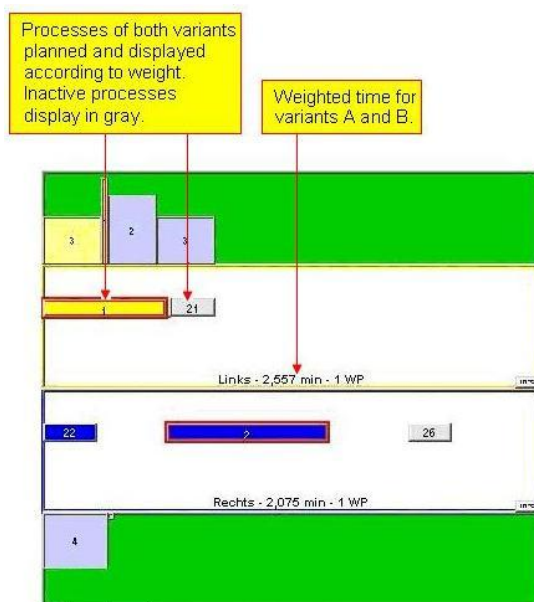 Processes of both variants
planned and displayed
according to weight.
Inactive processes
display in gray.
Weighted time for
variants A and B.
3
2
3
1
21
Links - 2,557 min - 1 WP
INFO
22
2
26
Rechts - 2,075 min - 1 WP
INFO
4